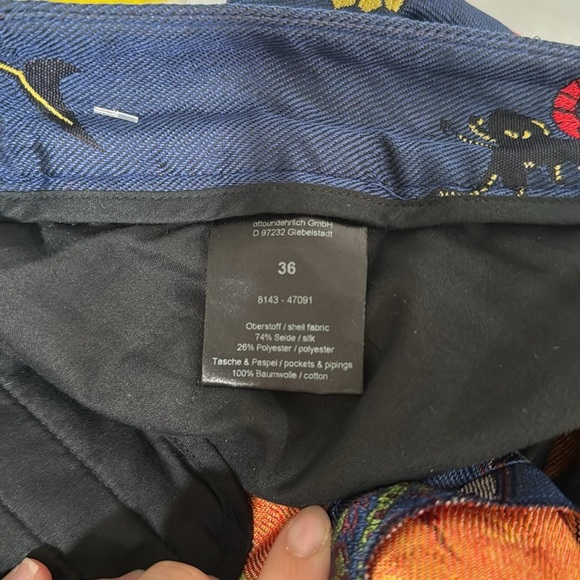 ottoundehrlich GmbH
D 97232 Giebelstadt
36
8143 - 47091
Oberstoff / shell fabric
74% Seide / silk
26% Polyester / polyester
Tasche & Paspel / pockets & pipings
100% Baumwolle / cotton